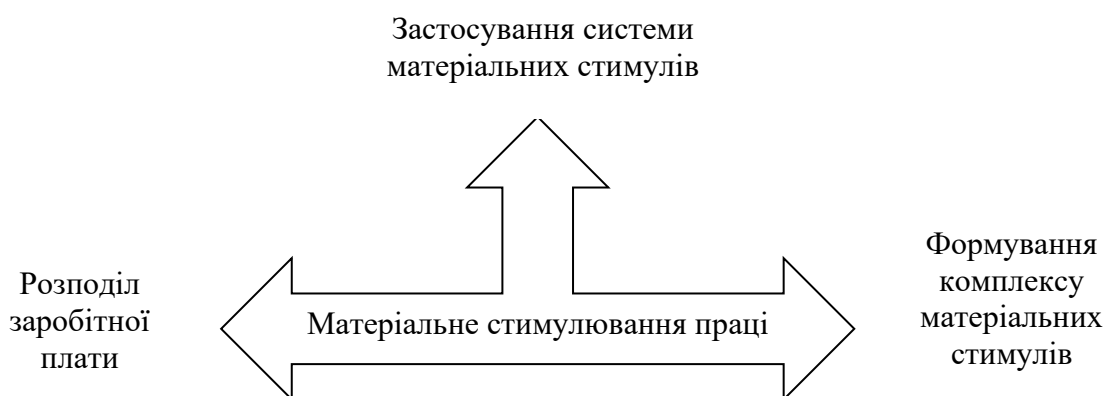 Застосування системи
матеріальних стимулів
Розподіл
заробітної
плати
Матеріальне стимулювання праці
Формування
комплексу
матеріальних
стимулів